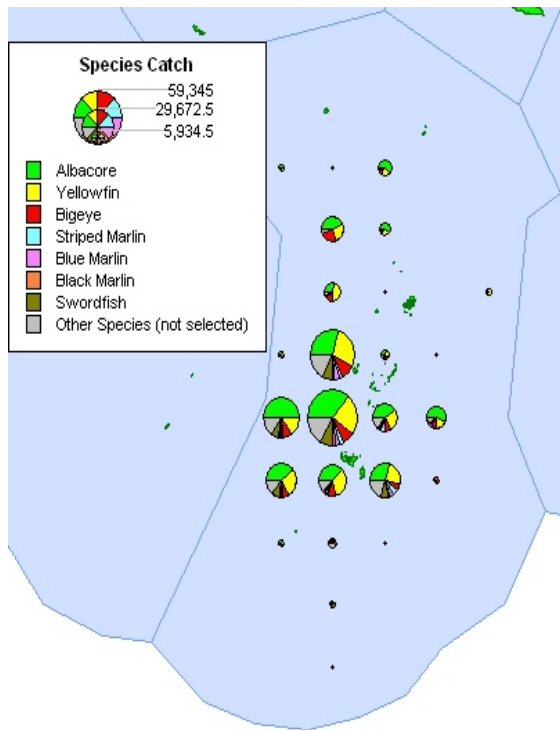 Species Catch
59,345
29,672.5
5,934.5
Albacore
Yellowfin
Bigeye
Striped Marlin
Blue Marlin
Black Marlin
Swordfish
Other Species (not selected)